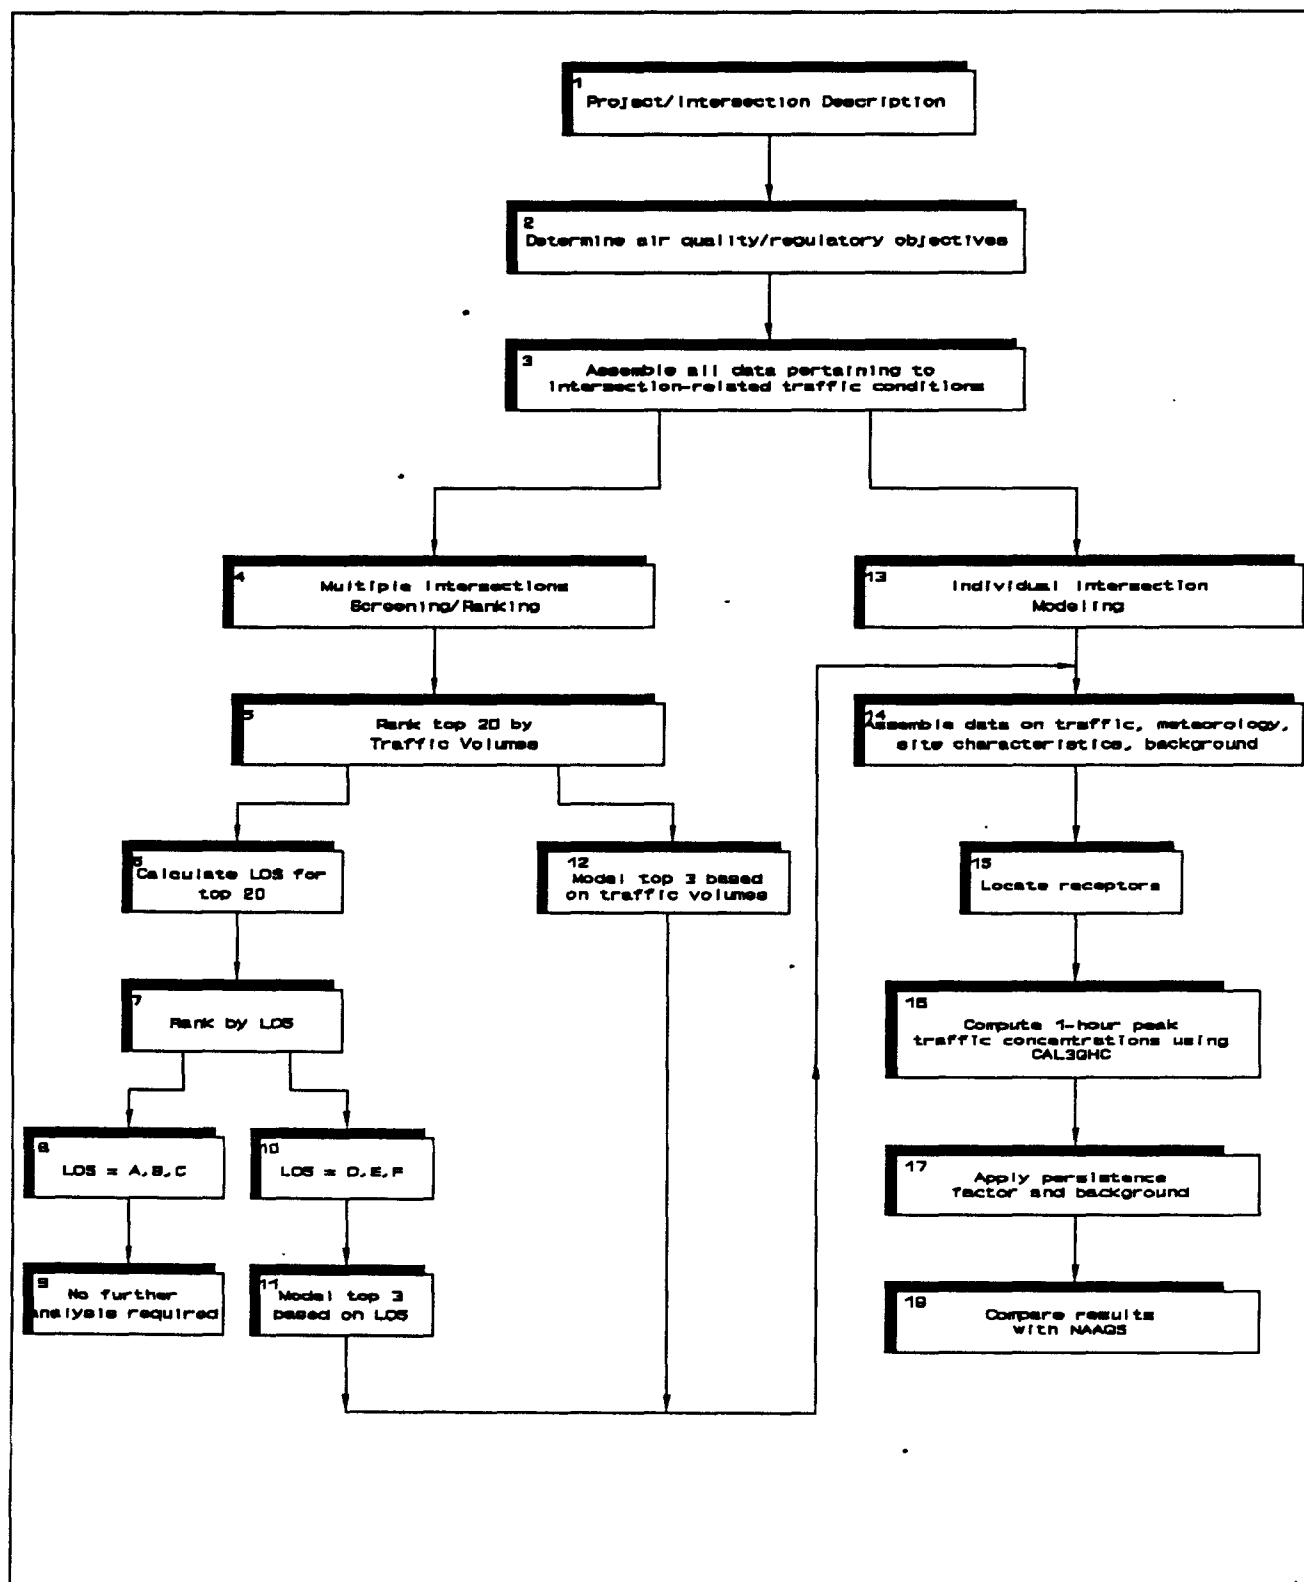 1
Project/Intersection Description
2
Determine air quality/regulatory objectives
3
Assemble all data pertaining to
intersection-related traffic conditions
4
Multiple Intersections
Screening/Ranking
5
Rank top 20 by
Traffic Volumes
6
Calculate LOS for
top 20
7
Rank by LOS
8
LOS = A,B,C
9
No further
analysis required
10
LOS = D,E,F
11
Model top 3
based on LOS
12
Model top 3 based
on traffic volumes
13
Individual Intersection
Modeling
14
Assemble data on traffic, meteorology,
site characteristics, background
15
Locate receptors
16
Compute 1-hour peak
traffic concentrations using
CAL3QHC
17
Apply persistence
factor and background
18
Compare results
with NAAQS